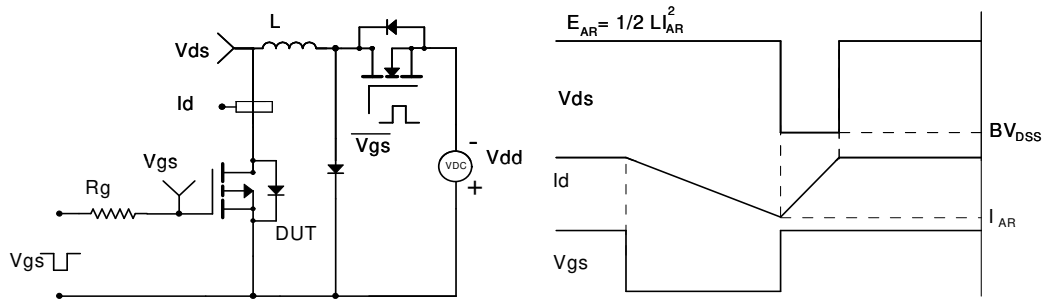 L
Vds
Id
Vgs
Rg
Vgs
DUT
Vgs
VDC
-
+
Vdd
E_AR= 1/2 LI_AR^2
Vds
BV_DSS
Id
I_AR
Vgs